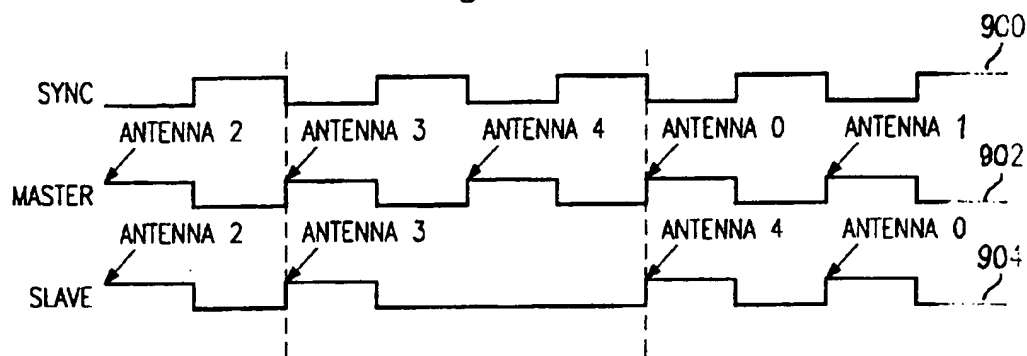 900
SYNC
ANTENNA 2 ANTENNA 3 ANTENNA 4 ANTENNA 0 ANTENNA 1
902
MASTER
ANTENNA 2 ANTENNA 3 ANTENNA 4 ANTENNA 0
904
SLAVE